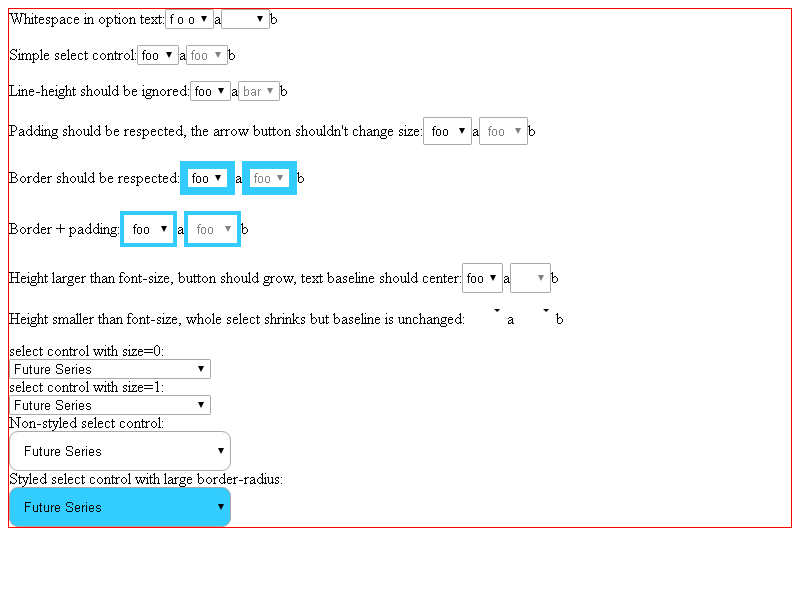 Whitespace in option text: f o o a b
Simple select control: foo a foo b
Line-height should be ignored: foo a bar b
Padding should be respected, the arrow button shouldn't change size: foo a foo b
Border should be respected: foo a foo b
Border + padding: foo a foo b
Height larger than font-size, button should grow, text baseline should center: foo a b
Height smaller than font-size, whole select shrinks but baseline is unchanged: a b
select control with size=0:
Future Series
select control with size=1:
Future Series
Non-styled select control:
Future Series
Styled select control with large border-radius:
Future Series